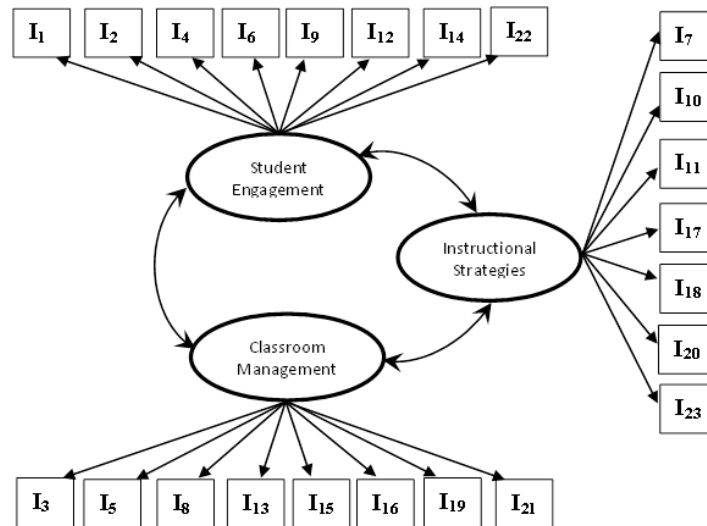 I₁ I₂ I₄ I₆ I₉ I₁₂ I₁₄ I₂₂
I₇
I₁₀
I₁₁
I₁₇
I₁₈
I₂₀
I₂₃
Student
Engagement
Instructional
Strategies
Classroom
Management
I₃ I₅ I₈ I₁₃ I₁₅ I₁₆ I₁₉ I₂₁